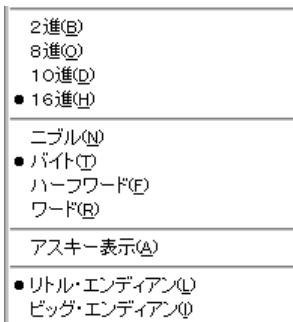 2進(B)
8進(O)
10進(D)
16進(H)
ニブル(N)
バイト(T)
ハーフワード(F)
ワード(R)
アスキー表示(A)
リトル・エンディアン(L)
ビッグ・エンディアン(I)